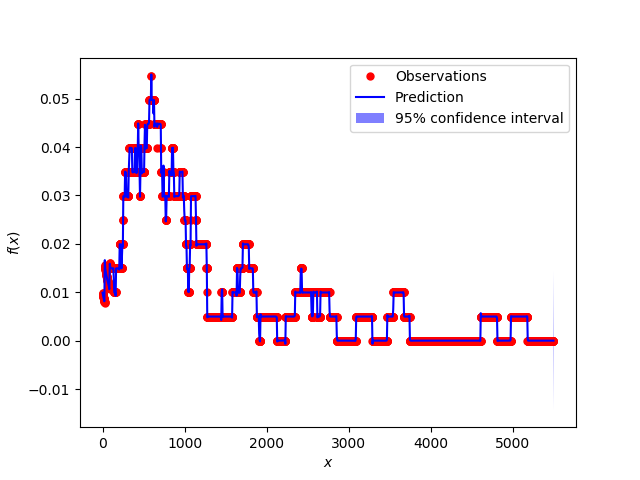 Observations
Prediction
95% confidence interval
0.05
0.04
0.03
0.02
0.01
0.00
−0.01
f(x)
0 1000 2000 3000 4000 5000
x